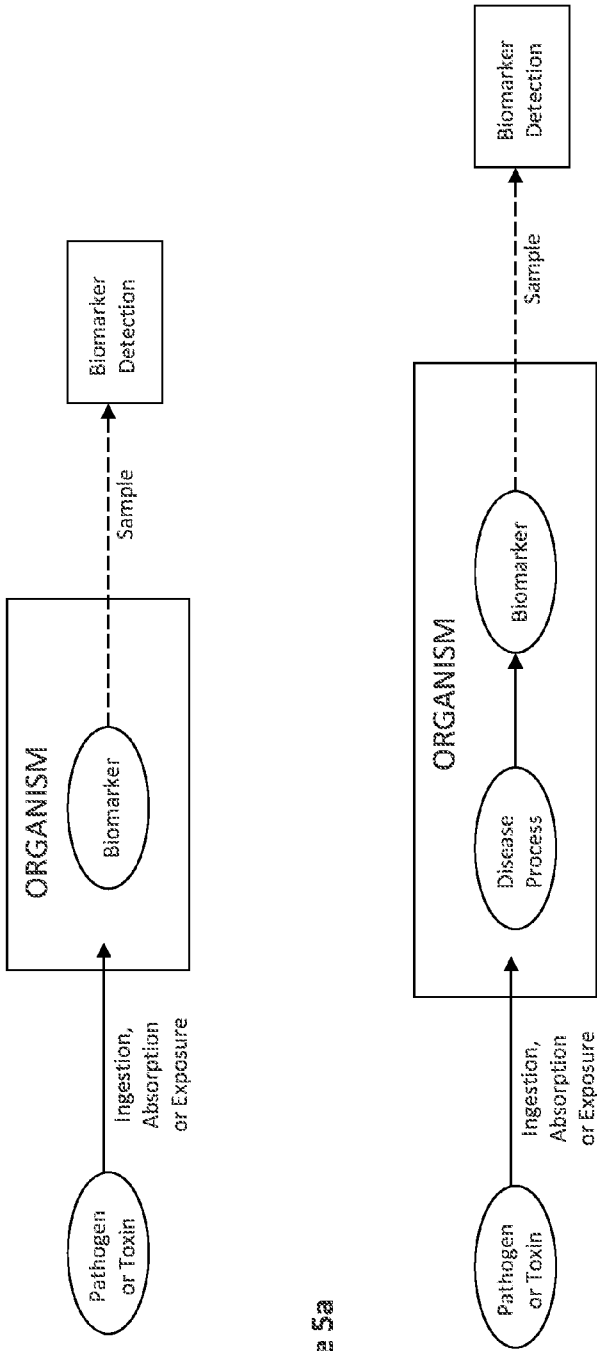 ORGANISM
Pathogen
or Toxin
Ingestion,
Absorption
or Exposure
Biomarker
Sample
Biomarker
Detection
e 5a
ORGANISM
Pathogen
or Toxin
Ingestion,
Absorption
or Exposure
Disease
Process
Biomarker
Sample
Biomarker
Detection